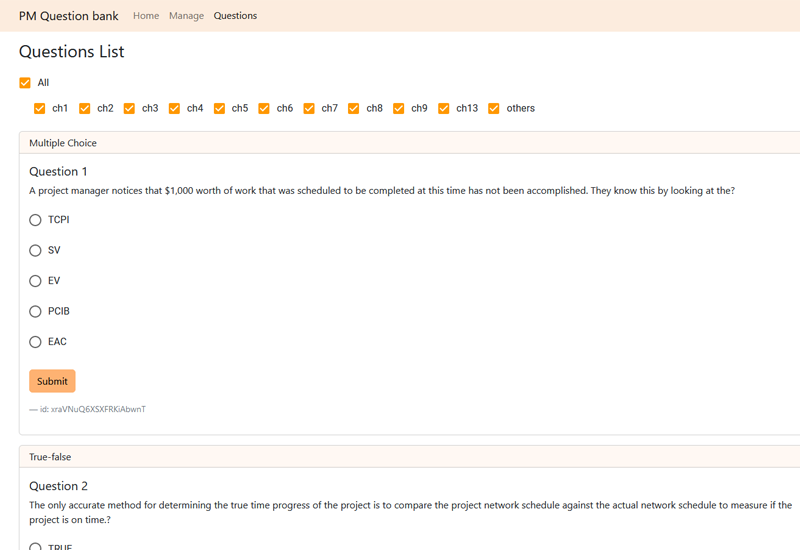 PM Question bank Home Manage Questions
Questions List
All
ch1 ch2 ch3 ch4 ch5 ch6 ch7 ch8 ch9 ch13 others
Multiple Choice
Question 1
A project manager notices that $1,000 worth of work that was scheduled to be completed at this time has not been accomplished. They know this by looking at the?
TCPI
SV
EV
PCIB
EAC
Submit
— id: xraVNuQ6XSXFRKiAbwnT
True-false
Question 2
The only accurate method for determining the true time progress of the project is to compare the project network schedule against the actual network schedule to measure if the
project is on time.?
TRUE